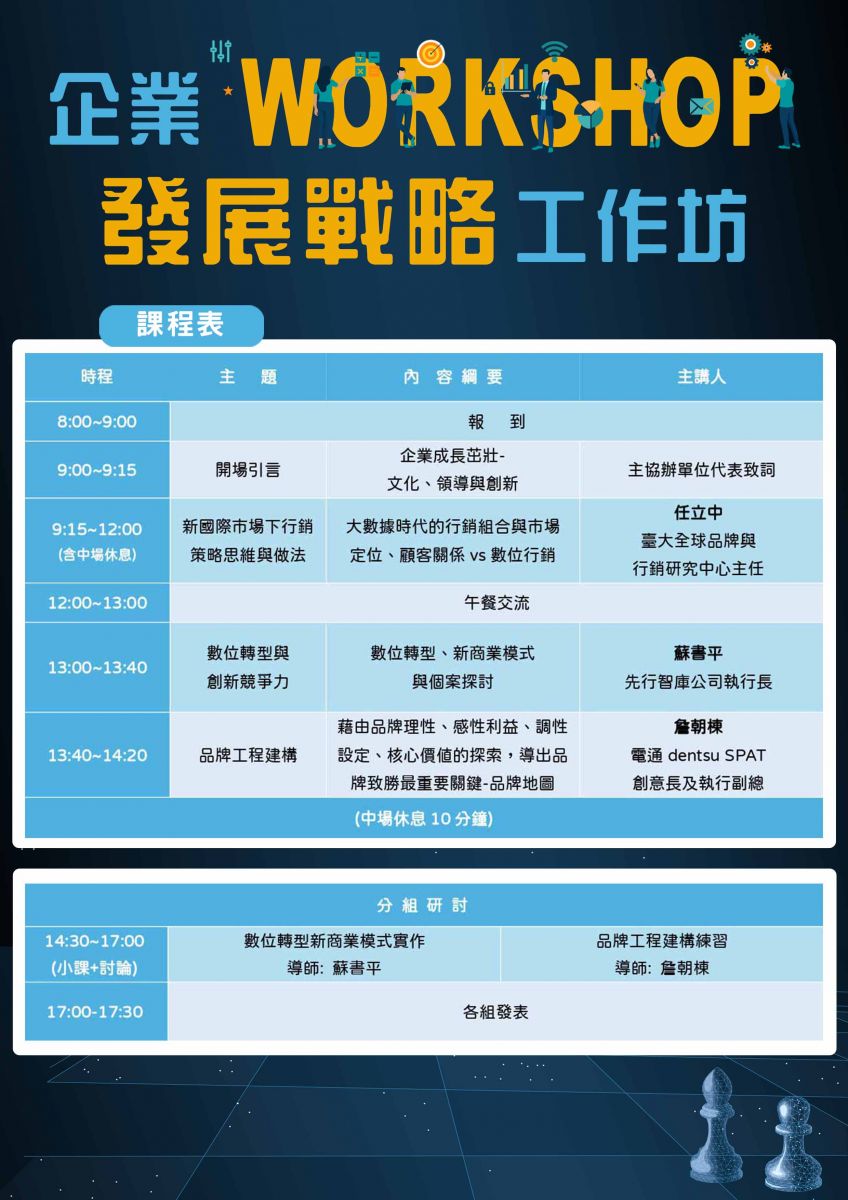 企業 WORKSHOP
發展戰略 工作坊
課程表
時程 主題 內容綱要 主講人
8:00~9:00 報到
9:00~9:15 開場引言 企業成長茁壯-
文化、領導與創新 主協辦單位代表致詞
9:15~12:00
(含中場休息)
新國際市場下行銷
策略思維與做法
大數據時代的行銷組合與市場
定位、顧客關係 vs 數位行銷
任立中
臺大全球品牌與
行銷研究中心主任
12:00~13:00 午餐交流
13:00~13:40
數位轉型與
創新競爭力
數位轉型、新商業模式
與個案探討
蘇書平
先行智庫公司執行長
13:40~14:20
品牌工程建構
藉由品牌理性、感性利益、調性
設定、核心價值的探索，導出品
牌致勝最重要關鍵-品牌地圖
詹朝棟
電通 dentsu SPAT
創意長及執行副總
(中場休息 10 分鐘)
分組研討
14:30~17:00
(小課+討論)
數位轉型新商業模式實作
導師: 蘇書平
品牌工程建構練習
導師: 詹朝棟
17:00-17:30 各組發表